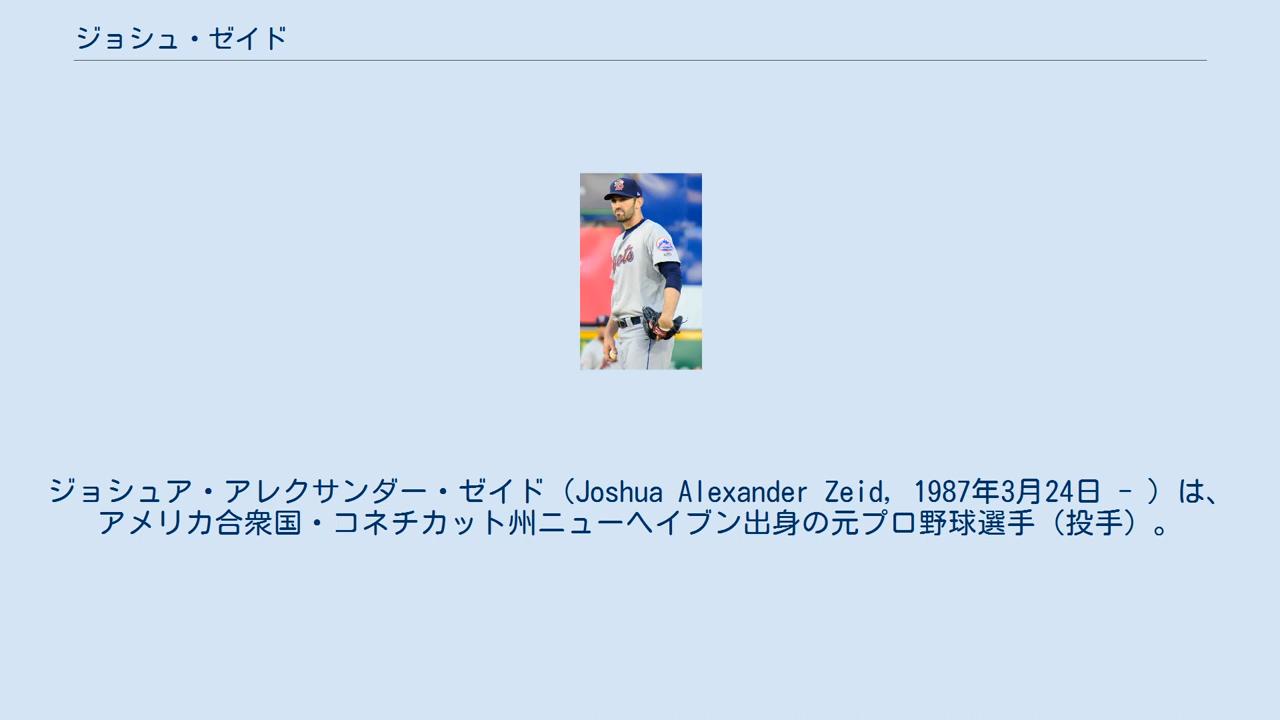 ジョシュ・ゼイド
ジョシュア・アレクサンダー・ゼイド（Joshua Alexander Zeid, 1987年3月24日 - ）は、
アメリカ合衆国・コネチカット州ニューヘイブン出身の元プロ野球選手（投手）。